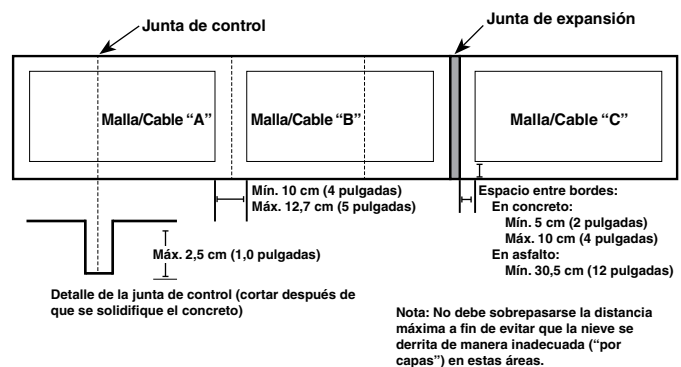 Junta de control
Junta de expansión
Malla/Cable “A”
Malla/Cable “B”
Malla/Cable “C”
Mín. 10 cm (4 pulgadas)
Máx. 12,7 cm (5 pulgadas)
Espacio entre bordes:
En concreto:
Mín. 5 cm (2 pulgadas)
Máx. 10 cm (4 pulgadas)
En asfalto:
Mín. 30,5 cm (12 pulgadas)
Máx. 2,5 cm (1,0 pulgadas)
Detalle de la junta de control (cortar después de
que se solidifique el concreto)
Nota: No debe sobrepasarse la distancia
máxima a fin de evitar que la nieve se
derrita de manera inadecuada (“por
capas”) en estas áreas.